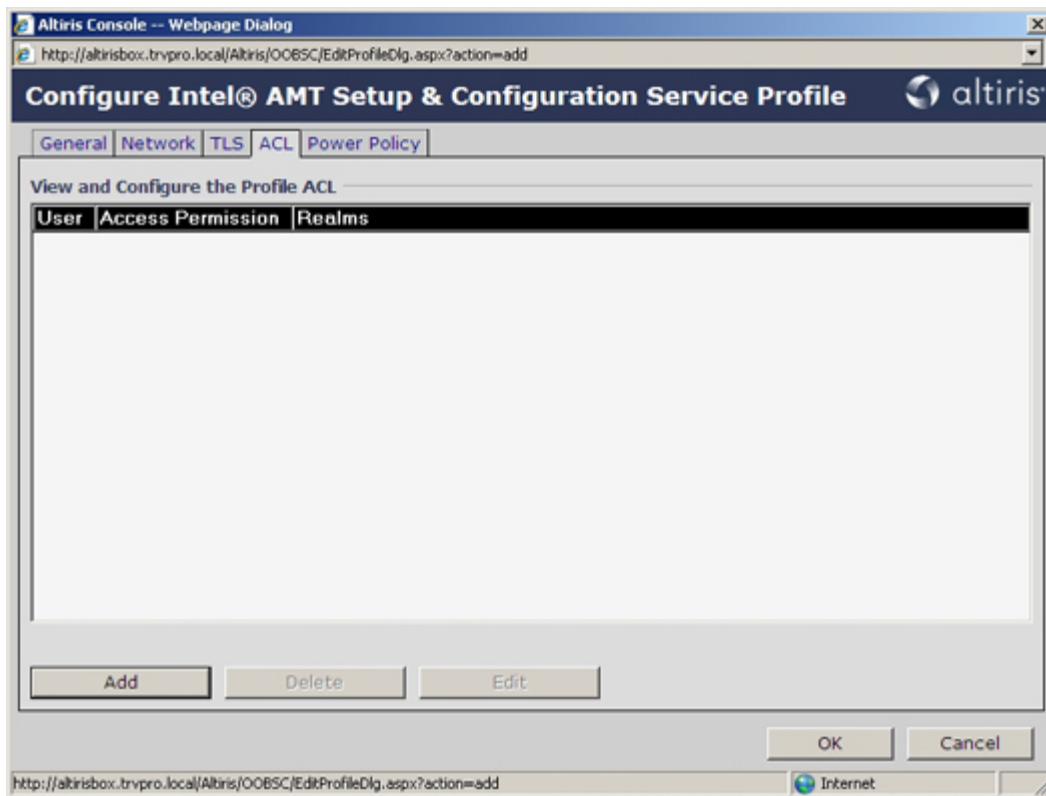 Altiris Console -- Webpage Dialog
http://altirisbox.trvpro.local/Altiris/OOBSC/EditProfileDlg.aspx?action=add
Configure Intel® AMT Setup & Configuration Service Profile altiris
General Network TLS ACL Power Policy
View and Configure the Profile ACL
User Access Permission Realms
Add Delete Edit
OK Cancel
http://altirisbox.trvpro.local/Altiris/OOBSC/EditProfileDlg.aspx?action=add Internet